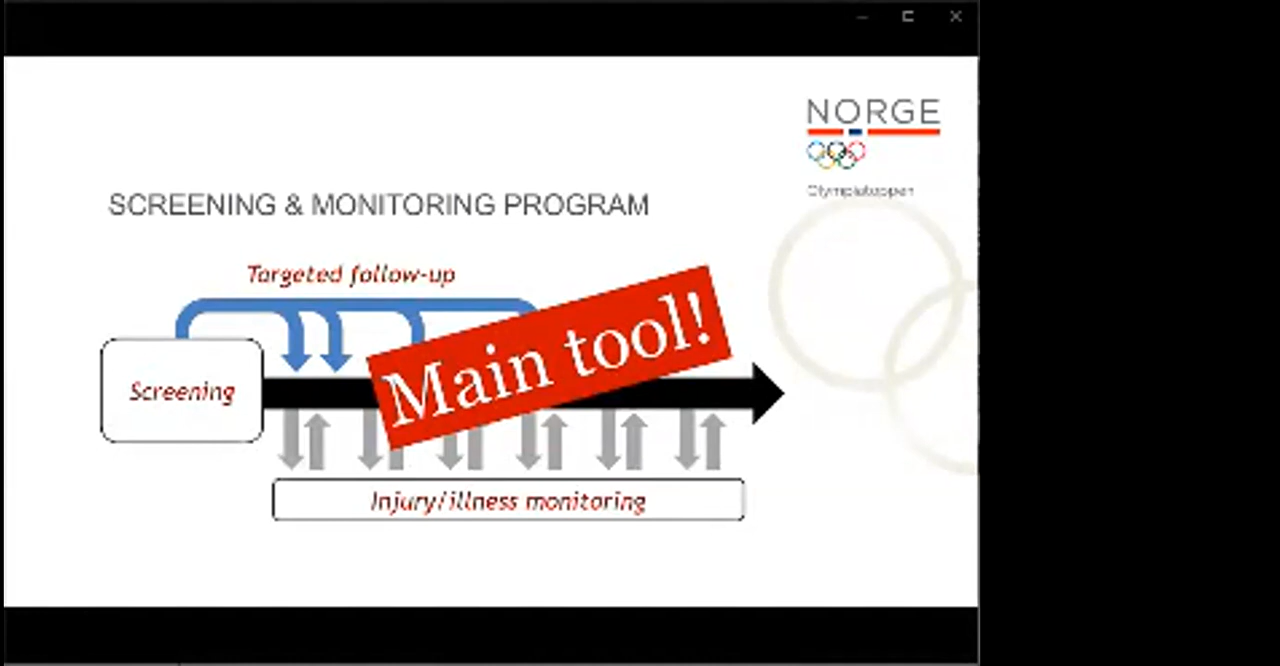 NORGE
Olympiatoppen
SCREENING & MONITORING PROGRAM
Targeted follow-up
Main tool!
Screening
Injury/illness monitoring